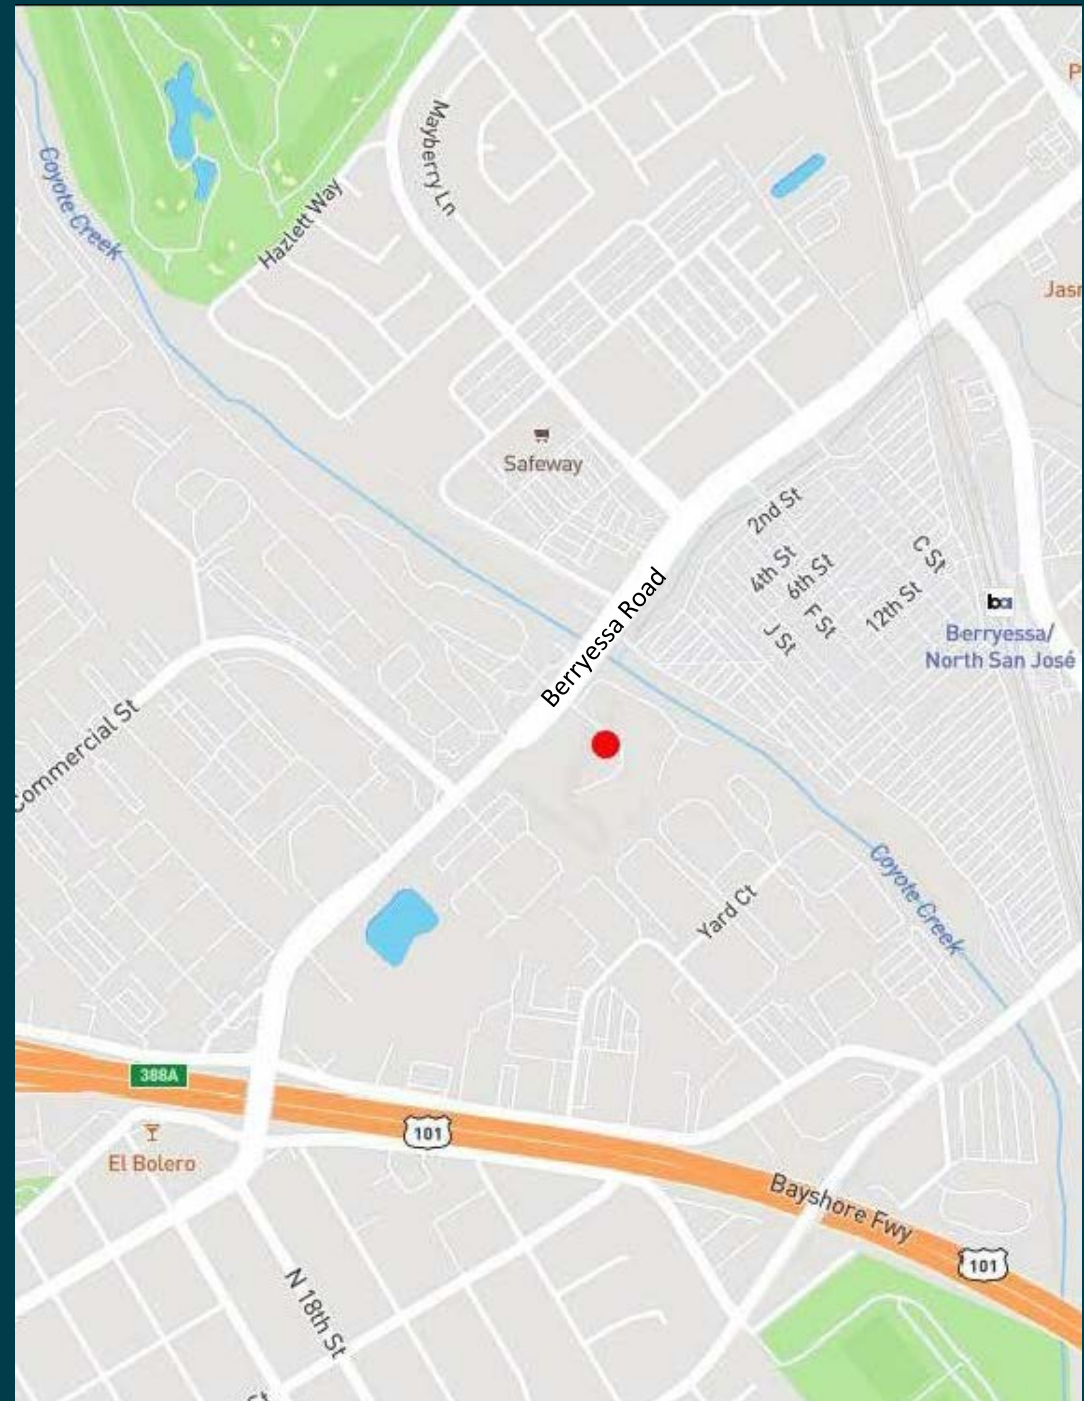 P
Mayberry Ln
Coyote Creek
Hazlett Way
Jasr
Safeway
2nd St
4th St
6th St
C St
F St
12th St
J St
ba
Berryessa/
North San José
Berryessa Road
Commercial St
Coyote Creek
Yard Ct
388A
101
El Bolero
Bayshore Fwy
101
N 18th St